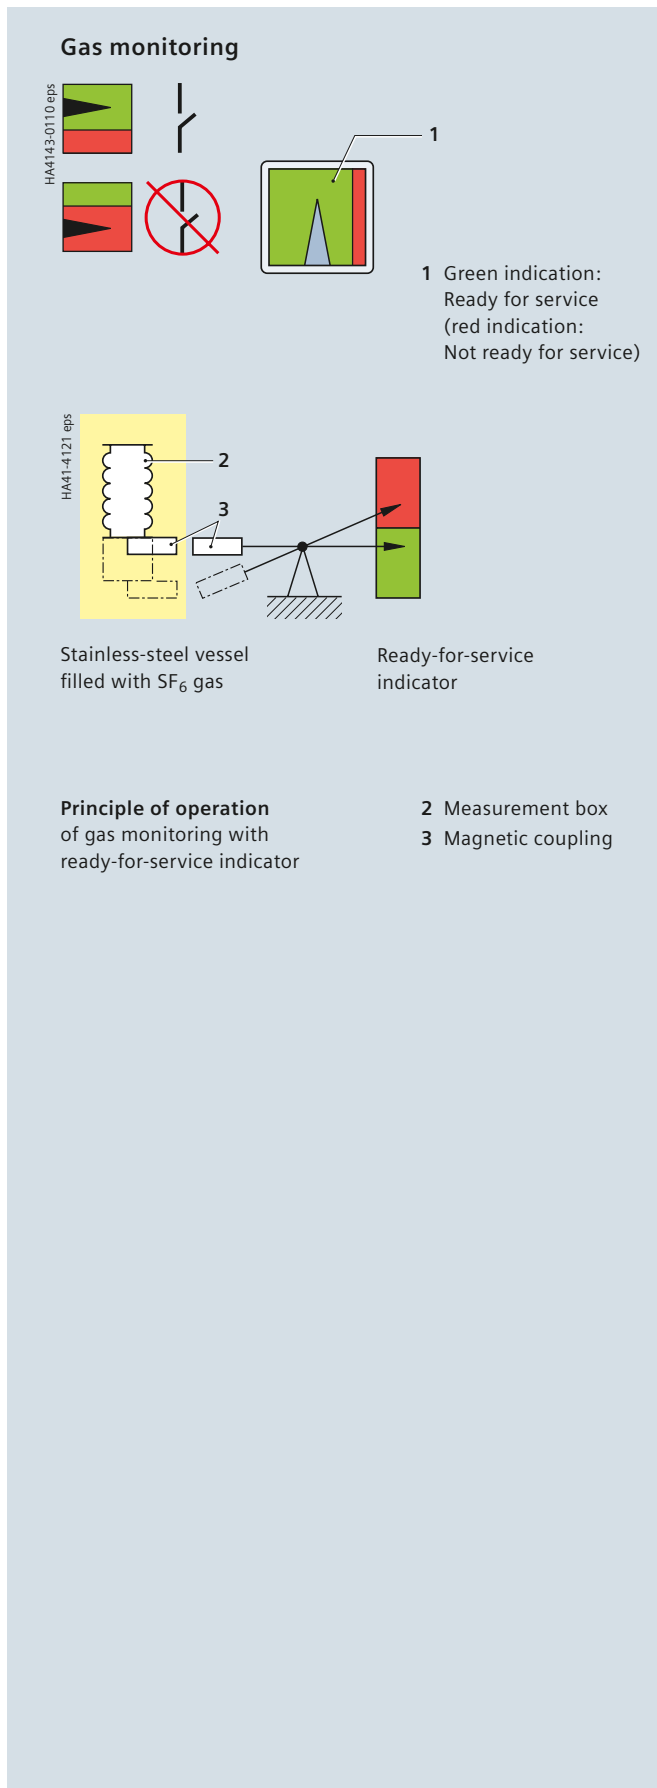 Gas monitoring
HA4143-0110 eps
1
1 Green indication:
Ready for service
(red indication:
Not ready for service)
HA41-4121 eps
2
3
Stainless-steel vessel
filled with SF₆ gas
Ready-for-service
indicator
Principle of operation
of gas monitoring with
ready-for-service indicator
2 Measurement box
3 Magnetic coupling